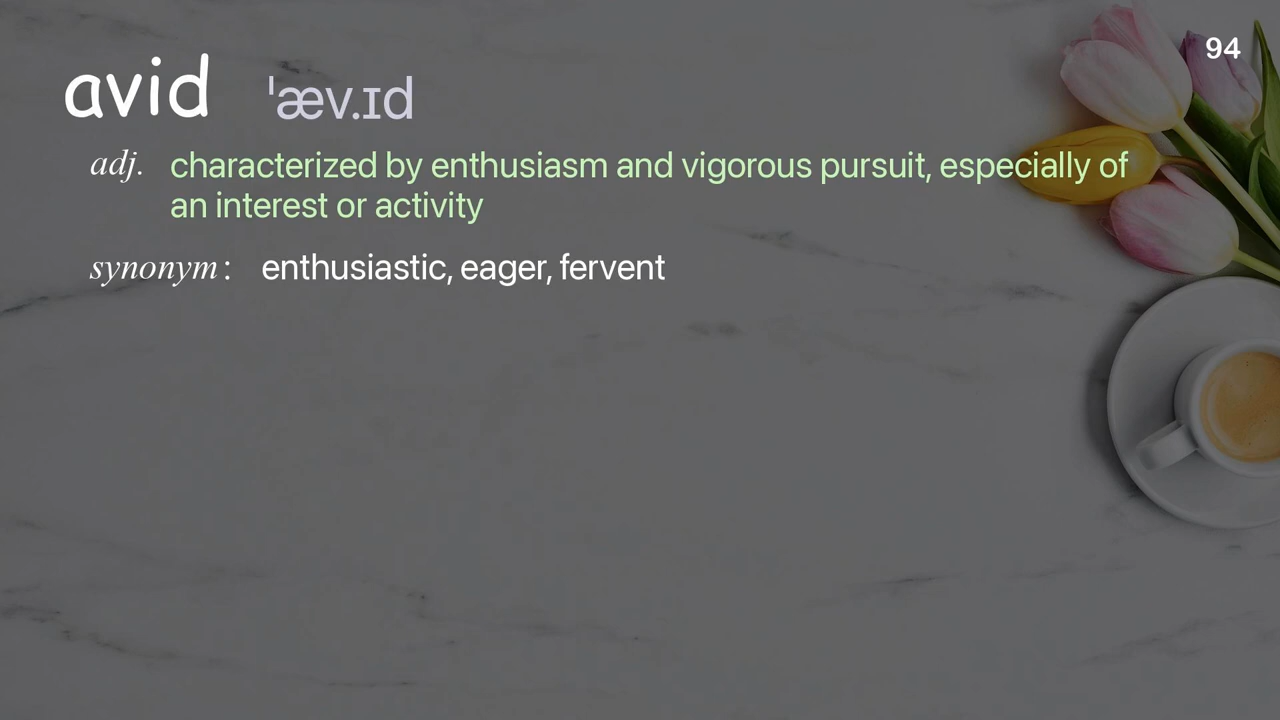 94
avid ˈæv.ɪd
adj. characterized by enthusiasm and vigorous pursuit, especially of
an interest or activity
synonym: enthusiastic, eager, fervent